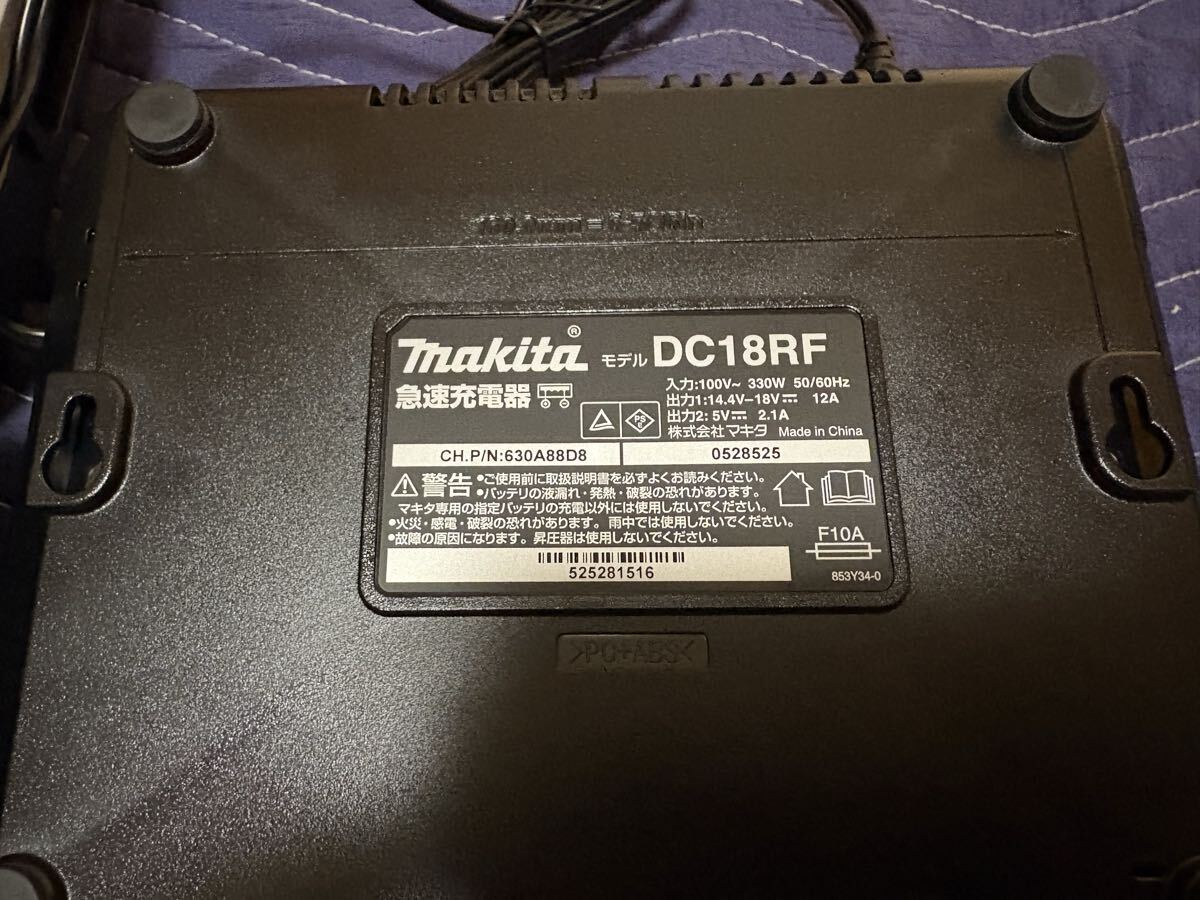 makita® モデル DC18RF
急速充電器
入力:100V~ 330W 50/60Hz
出力1:14.4V-18V⎓ 12A
出力2: 5V⎓ 2.1A
株式会社マキタ Made in China
PS
E
CH.P/N:630A88D8
0528525
⚠警告 •ご使用前に取扱説明書を必ずよくお読みください。
•バッテリの液漏れ・発熱・破裂の恐れがあります。
マキタ専用の指定バッテリの充電以外には使用しないでください。
•火災・感電・破裂の恐れがあります。雨中では使用しないでください。
•故障の原因になります。昇圧器は使用しないでください。
525281516
F10A
853Y34-0
>PC+ABS<